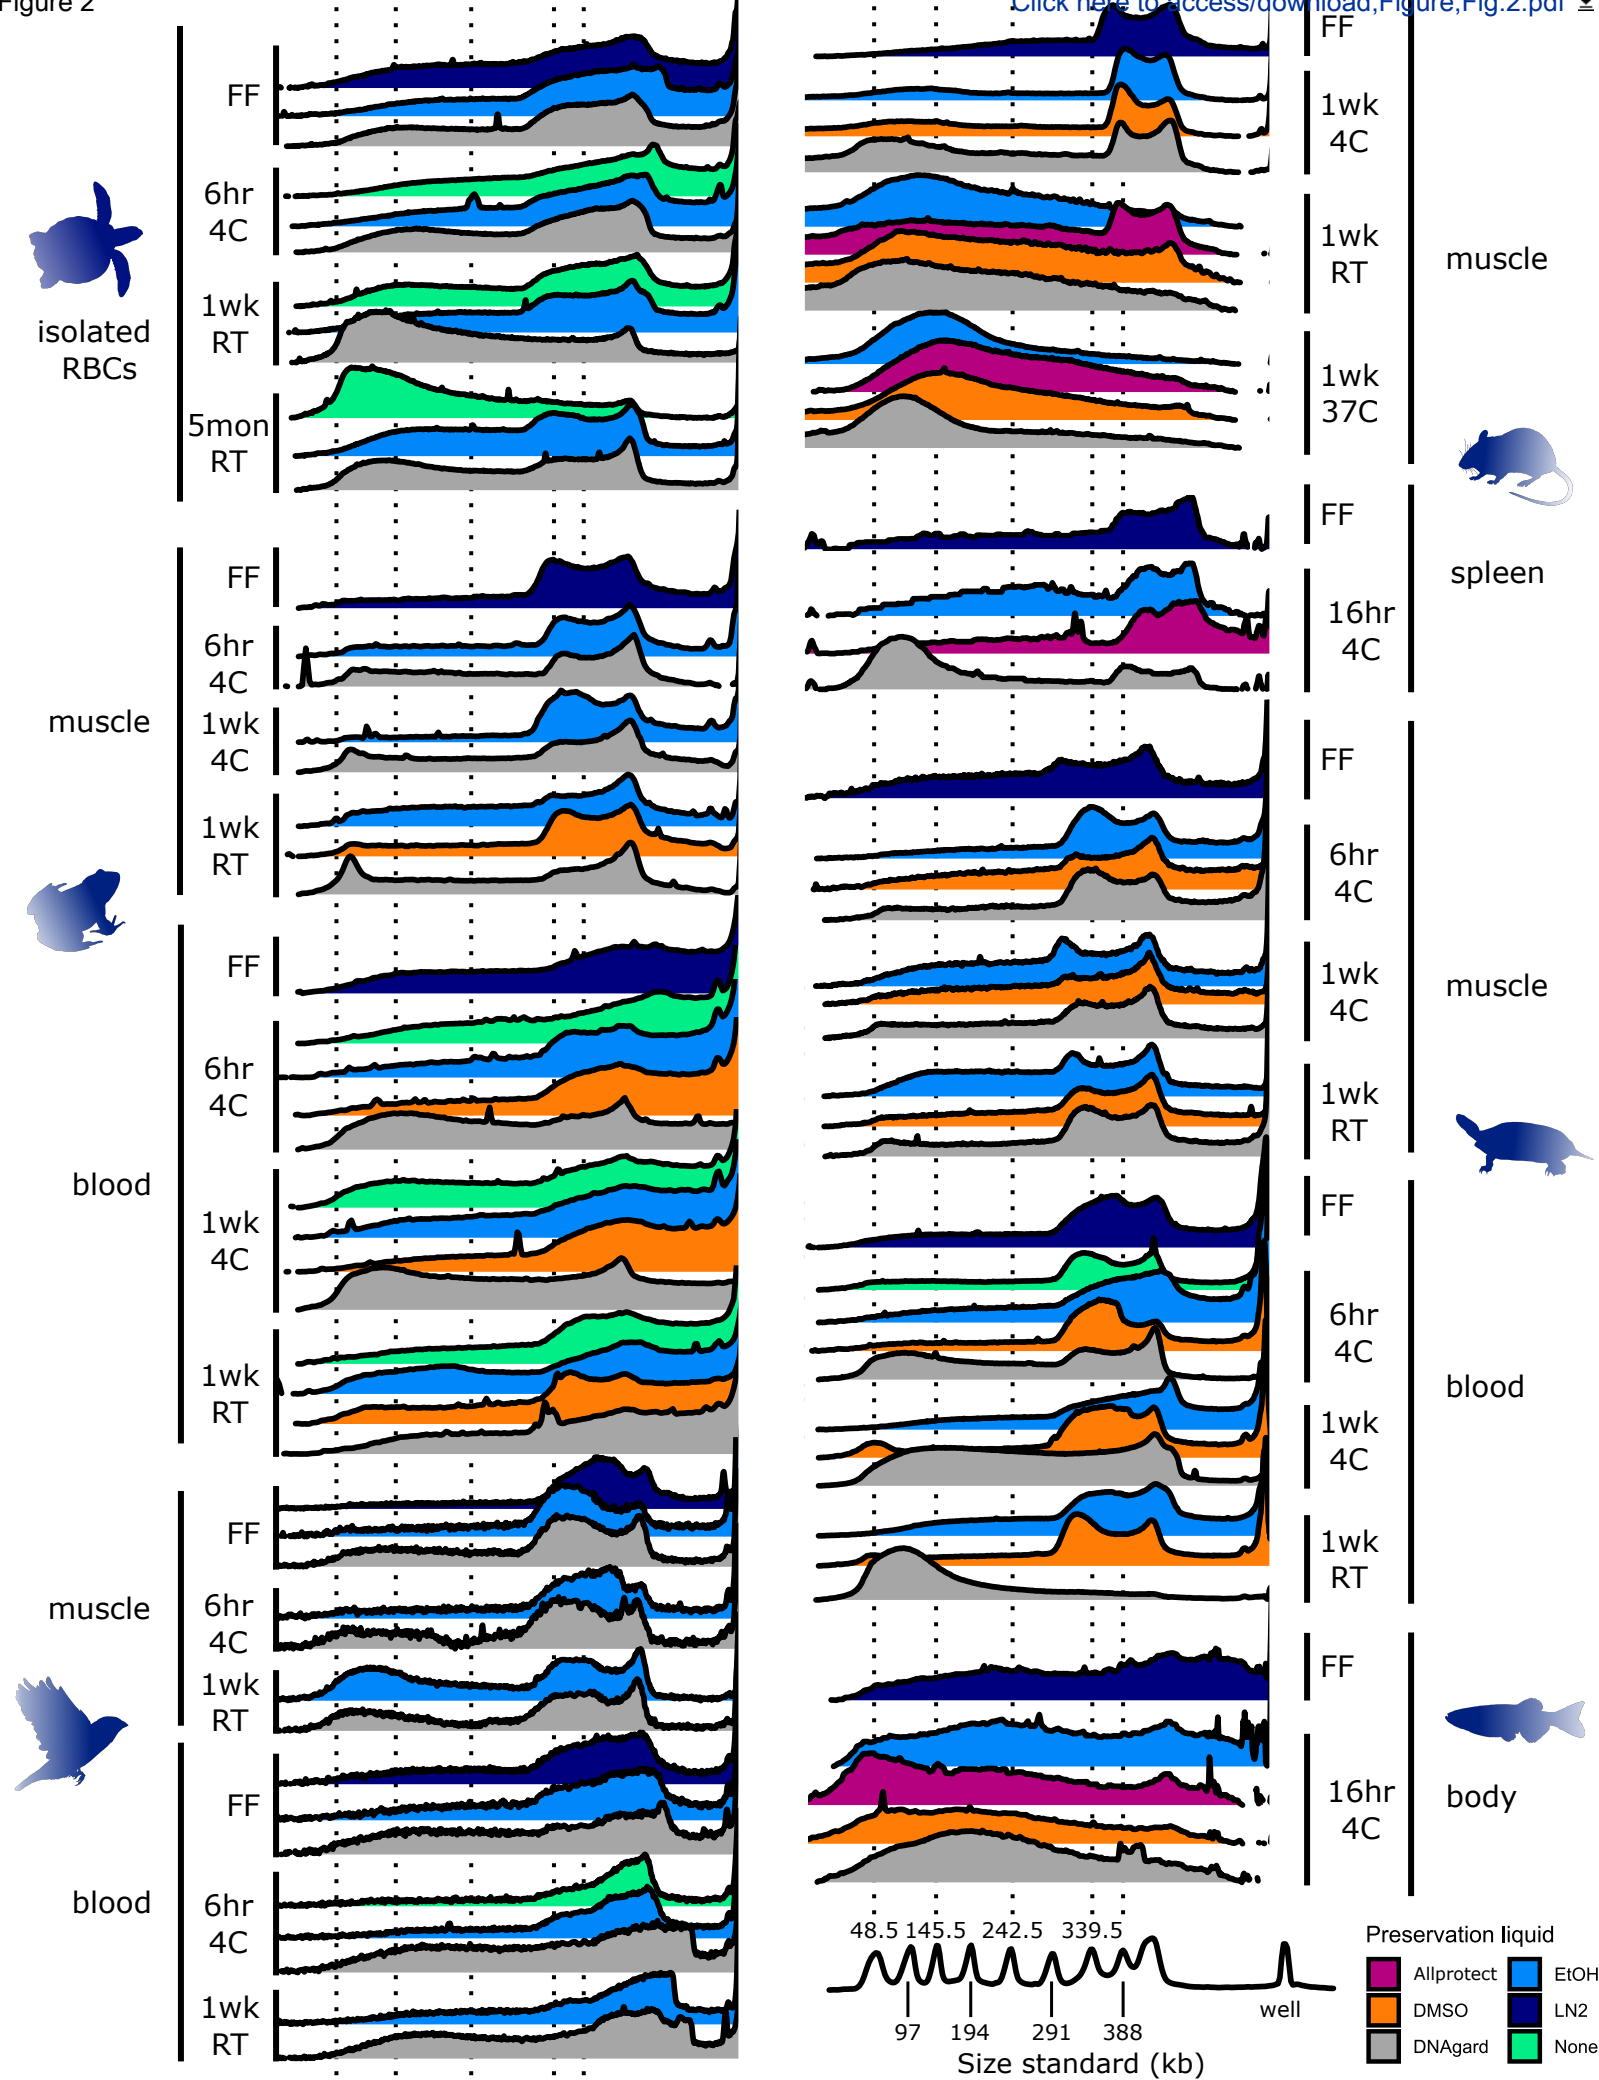 Figure 2
Click here to access/download;Figure;Fig.2.pdf
FF
6hr
4C
1wk
RT
5mon
RT
isolated
RBCs
FF
6hr
4C
1wk
4C
1wk
RT
muscle
FF
6hr
4C
1wk
4C
1wk
RT
blood
FF
6hr
4C
1wk
RT
muscle
FF
6hr
4C
1wk
RT
blood
FF
1wk
4C
1wk
RT
1wk
37C
muscle
FF
16hr
4C
spleen
FF
6hr
4C
1wk
4C
1wk
RT
muscle
FF
6hr
4C
1wk
4C
1wk
RT
blood
FF
16hr
4C
body
48.5 145.5 242.5 339.5
97 194 291 388
well
Size standard (kb)
Preservation liquid
Allprotect EtOH
DMSO LN2
DNAgard None